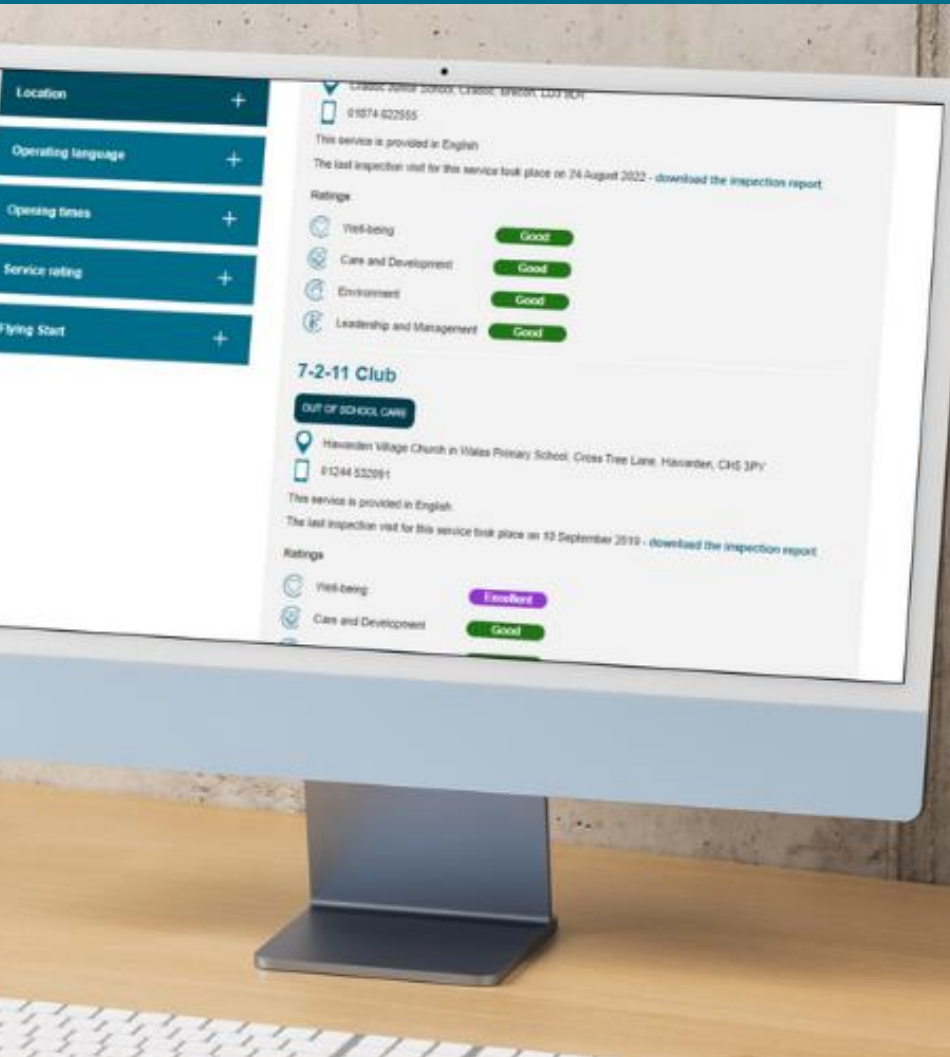 Location +
Operating language +
Opening times +
Service rating +
Flying Start +
Junior School, Brecon,
01874 622555
This service is provided in English
The last inspection visit for this service took place on 24 August 2022 - download the inspection report
Ratings
Well-being Good
Care and Development Good
Environment Good
Leadership and Management Good
7-2-11 Club
OUT OF SCHOOL CARE
Hawarden Village Church in Wales Primary School, Cross Tree Lane, Hawarden, CH5 3PY
01244 532091
This service is provided in English
The last inspection visit for this service took place on September 2019 - download the inspection report
Ratings
Well-being Excellent
Care and Development Good